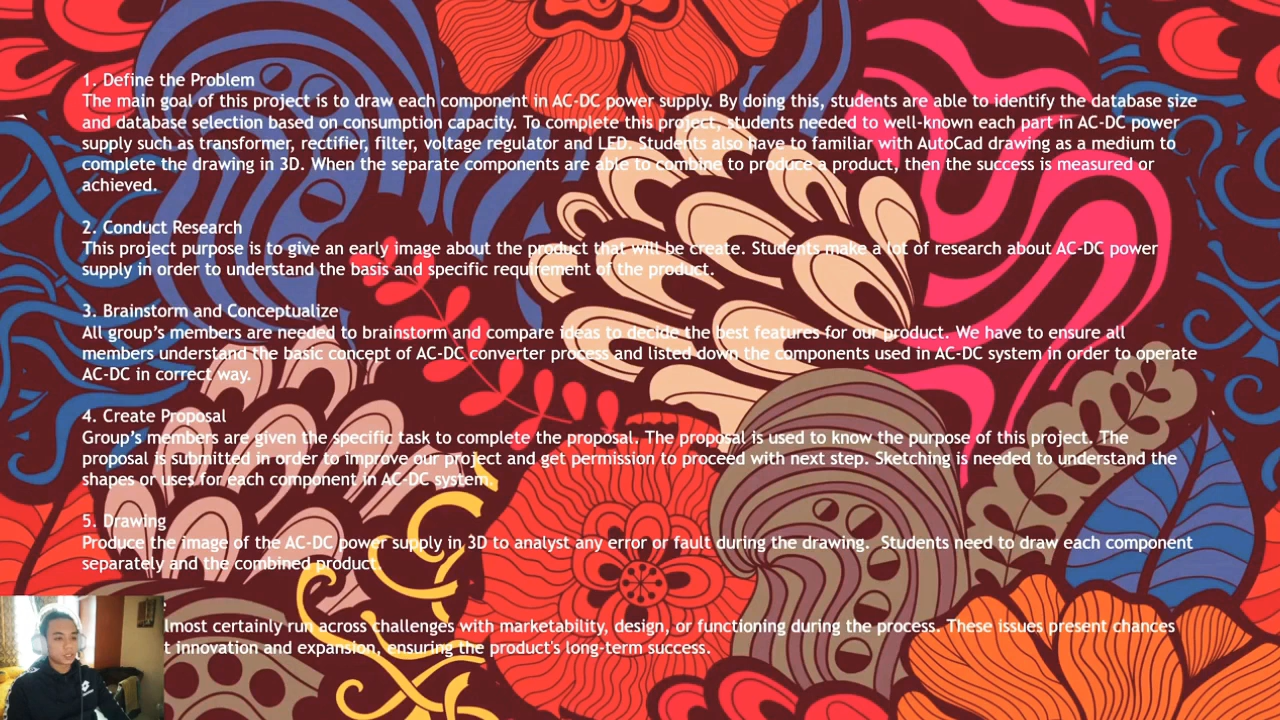 1. Define the Problem
The main goal of this project is to draw each component in AC-DC power supply. By doing this, students are able to identify the database size
and database selection based on consumption capacity. To complete this project, students needed to well-known each part in AC-DC power
supply such as transformer, rectifier, filter, voltage regulator and LED. Students also have to familiar with AutoCad drawing as a medium to
complete the drawing in 3D. When the separate components are able to combine to produce a product, then the success is measured or
achieved.
2. Conduct Research
This project purpose is to give an early image about the product that will be create. Students make a lot of research about AC-DC power
supply in order to understand the basis and specific requirement of the product.
3. Brainstorm and Conceptualize
All group's members are needed to brainstorm and compare ideas to decide the best features for our product. We have to ensure all
members understand the basic concept of AC-DC converter process and listed down the components used in AC-DC system in order to operate
AC-DC in correct way.
4. Create Proposal
Group's members are given the specific task to complete the proposal. The proposal is used to know the purpose of this project. The
proposal is submitted in order to improve our project and get permission to proceed with next step. Sketching is needed to understand the
shapes or uses for each component in AC-DC system.
5. Drawing
Produce the image of the AC-DC power supply in 3D to analyst any error or fault during the drawing. Students need to draw each component
separately and the combined product.
certainly run across challenges with marketability, design, or functioning during the process. These issues present chances
innovation and expansion, ensuring the product's long-term success.